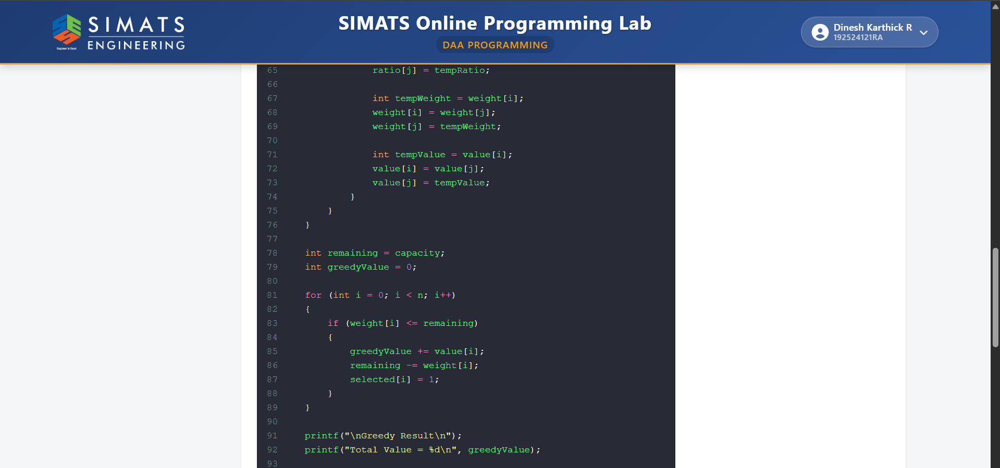 SIMATS
ENGINEERING
Engineer to Excel
SIMATS Online Programming Lab
DAA PROGRAMMING
Dinesh Karthick R
192524121RA
65 ratio[j] = tempRatio;
66
67 int tempWeight = weight[i];
68 weight[i] = weight[j];
69 weight[j] = tempWeight;
70
71 int tempValue = value[i];
72 value[i] = value[j];
73 value[j] = tempValue;
74 }
75 }
76 }
77
78 int remaining = capacity;
79 int greedyValue = 0;
80
81 for (int i = 0; i < n; i++)
82 {
83 if (weight[i] <= remaining)
84 {
85 greedyValue += value[i];
86 remaining -= weight[i];
87 selected[i] = 1;
88 }
89 }
90
91 printf("\nGreedy Result\n");
92 printf("Total Value = %d\n", greedyValue);
93